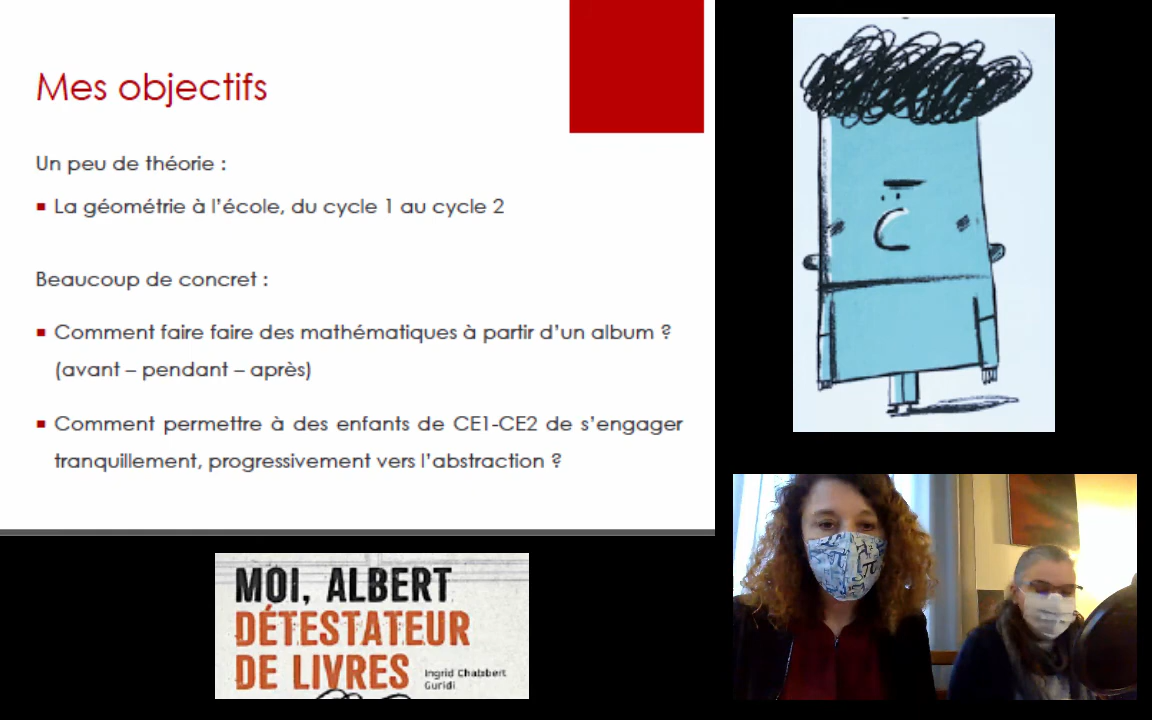 Mes objectifs
Un peu de théorie :
La géométrie à l'école, du cycle 1 au cycle 2
Beaucoup de concret :
Comment faire faire des mathématiques à partir d'un album ?
(avant – pendant – après)
Comment permettre à des enfants de CE1-CE2 de s'engager
tranquillement, progressivement vers l'abstraction ?
MOI, ALBERT
DÉTESTATEUR
DE LIVRES
Ingrid Chabbert
Guridi